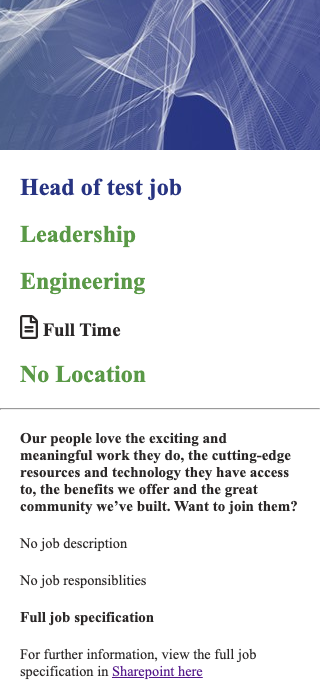 Head of test job
Leadership
Engineering
Full Time
No Location
Our people love the exciting and
meaningful work they do, the cutting-edge
resources and technology they have access
to, the benefits we offer and the great
community we’ve built. Want to join them?
No job description
No job responsiblities
Full job specification
For further information, view the full job
specification in Sharepoint here